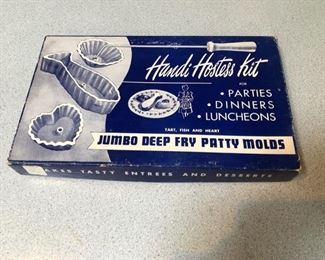 Handi Hostess Kit
FOR
• PARTIES
• DINNERS
• LUNCHEONS
TART, FISH AND HEART
JUMBO DEEP FRY PATTY MOLDS
MAKES TASTY ENTREES AND DESSERTS